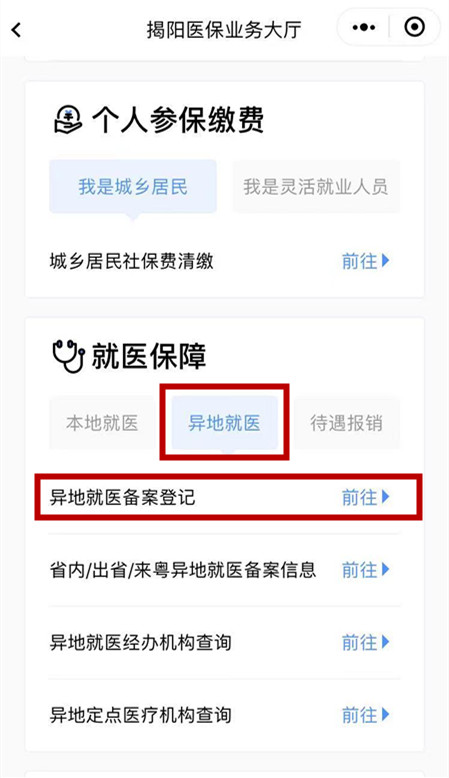 揭阳医保业务大厅
个人参保缴费
我是城乡居民 我是灵活就业人员
城乡居民社保费清缴 前往
就医保障
本地就医 异地就医 待遇报销
异地就医备案登记 前往
省内/出省/来粤异地就医备案信息 前往
异地就医经办机构查询 前往
异地定点医疗机构查询 前往